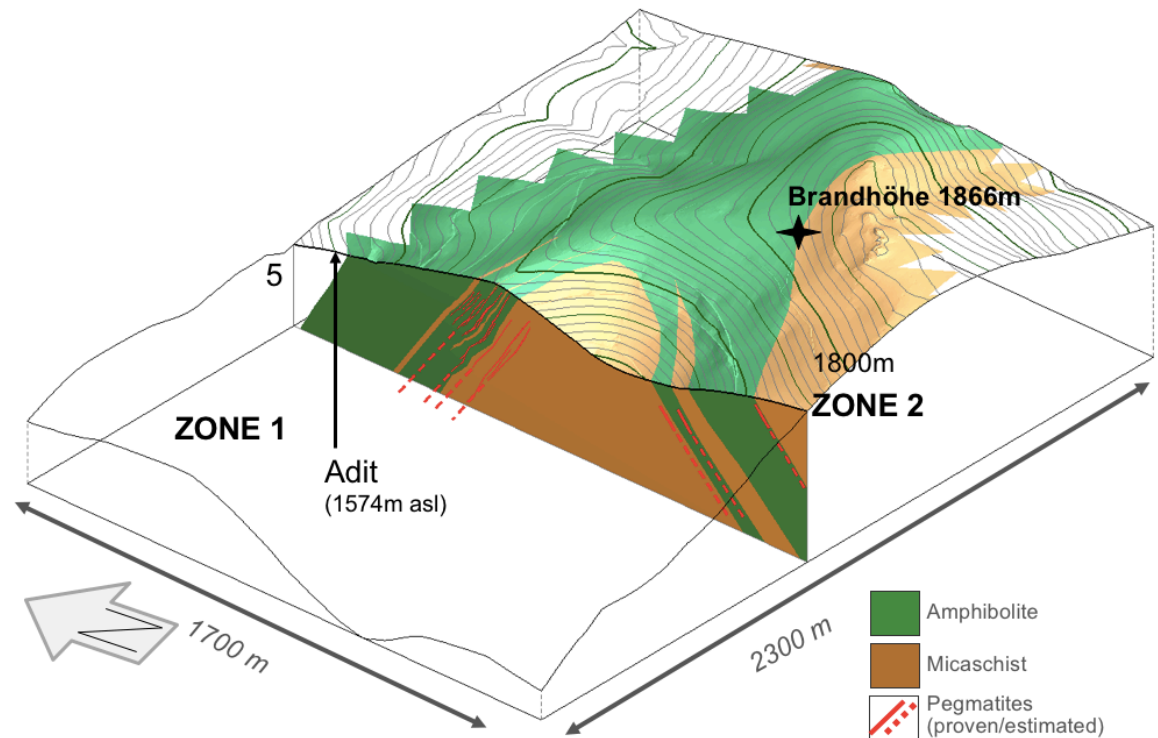 Brandhöhe 1866m
5
1800m
ZONE 2
ZONE 1
Adit
(1574m asl)
N
1700 m
2300 m
Amphibolite
Micaschist
Pegmatites
(proven/estimated)